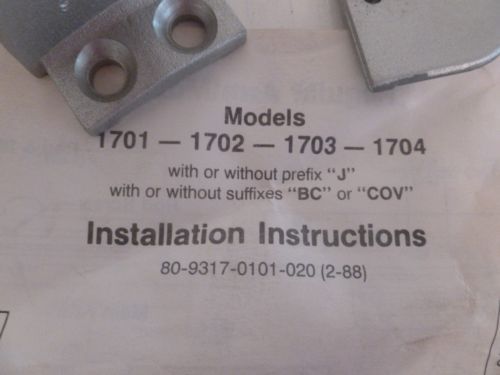 Models
1701 — 1702 — 1703 — 1704
with or without prefix "J"
with or without suffixes "BC" or "COV"
Installation Instructions
80-9317-0101-020 (2-88)